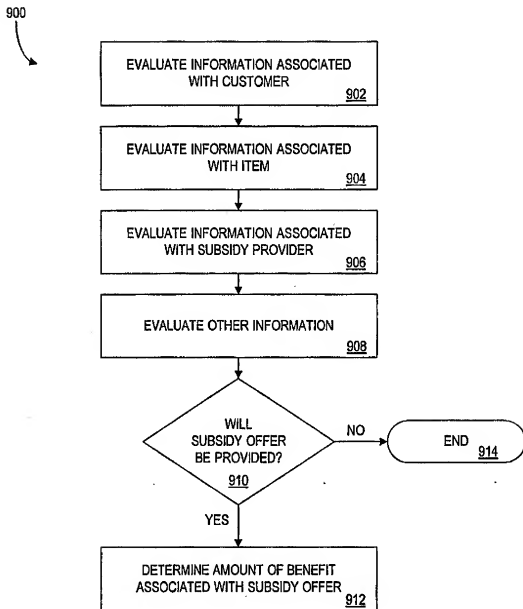 900
EVALUATE INFORMATION ASSOCIATED
WITH CUSTOMER
902
EVALUATE INFORMATION ASSOCIATED
WITH ITEM
904
EVALUATE INFORMATION ASSOCIATED
WITH SUBSIDY PROVIDER
906
EVALUATE OTHER INFORMATION
908
WILL
SUBSIDY OFFER
BE PROVIDED?
910
NO
END
914
YES
DETERMINE AMOUNT OF BENEFIT
ASSOCIATED WITH SUBSIDY OFFER
912